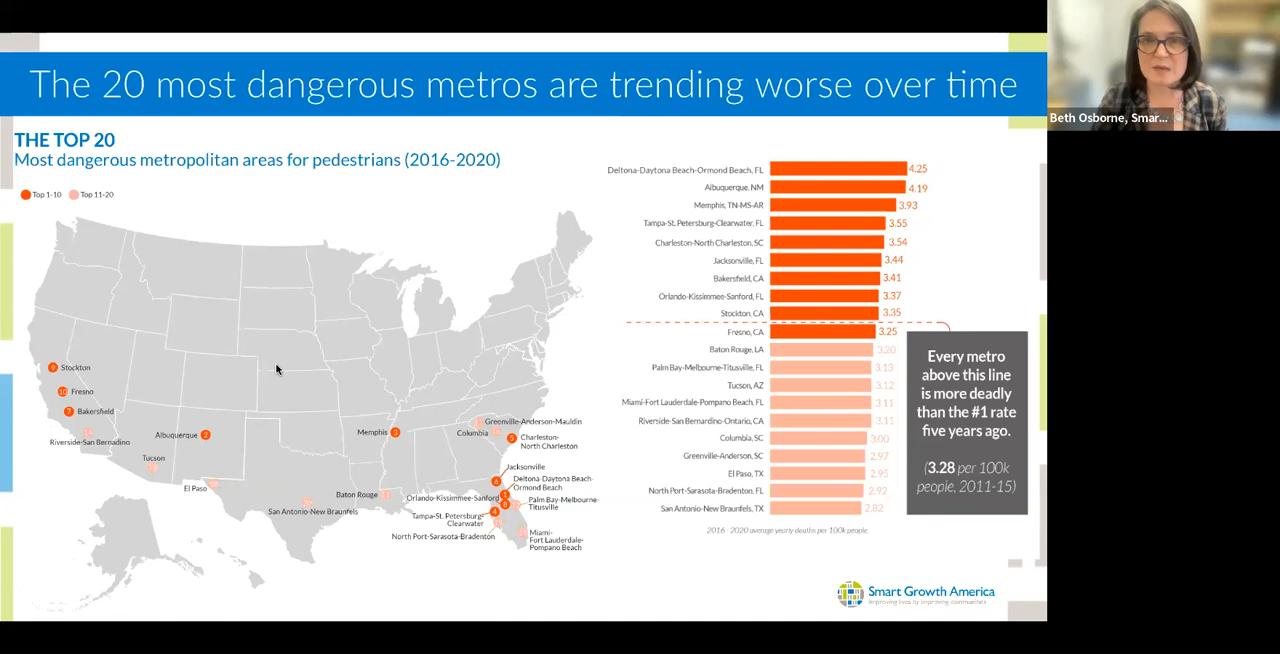 The 20 most dangerous metros are trending worse over time
Beth Osborne, Smar...
THE TOP 20
Most dangerous metropolitan areas for pedestrians (2016-2020)
Top 1-10
Top 11-20
9 Stockton
10 Fresno
7 Bakersfield
Riverside-San Bernadino
Albuquerque 2
Tucson
El Paso
San Antonio-New Braunfels
Memphis 3
Baton Rouge
Greenville-Anderson-Mauldin
Columbia
5 Charleston-
North Charleston
Jacksonville
6
Deltona-Daytona Beach-
Ormond Beach
1
Orlando-Kissimmee-Sanford
8
Palm Bay-Melbourne-
Titusville
Tampa-St. Petersburg-
Clearwater
4
North Port-Sarasota-Bradenton
Miami-
Fort Lauderdale-
Pompano Beach
Deltona-Daytona Beach-Ormond Beach, FL 4.25
Albuquerque, NM 4.19
Memphis, TN-MS-AR 3.93
Tampa-St. Petersburg-Clearwater, FL 3.55
Charleston-North Charleston, SC 3.54
Jacksonville, FL 3.44
Bakersfield, CA 3.41
Orlando-Kissimmee-Sanford, FL 3.37
Stockton, CA 3.35
Fresno, CA 3.25
Baton Rouge, LA 3.20
Palm Bay-Melbourne-Titusville, FL 3.13
Tucson, AZ 3.12
Miami-Fort Lauderdale-Pompano Beach, FL 3.11
Riverside-San Bernardino-Ontario, CA 3.11
Columbia, SC 3.00
Greenville-Anderson, SC 2.97
El Paso, TX 2.95
North Port-Sarasota-Bradenton, FL 2.92
San Antonio-New Braunfels, TX 2.82
2016 - 2020 average yearly deaths per 100k people.
Every metro
above this line
is more deadly
than the #1 rate
five years ago.
(3.28 per 100k
people, 2011-15)
Smart Growth America
Improving lives by improving communities